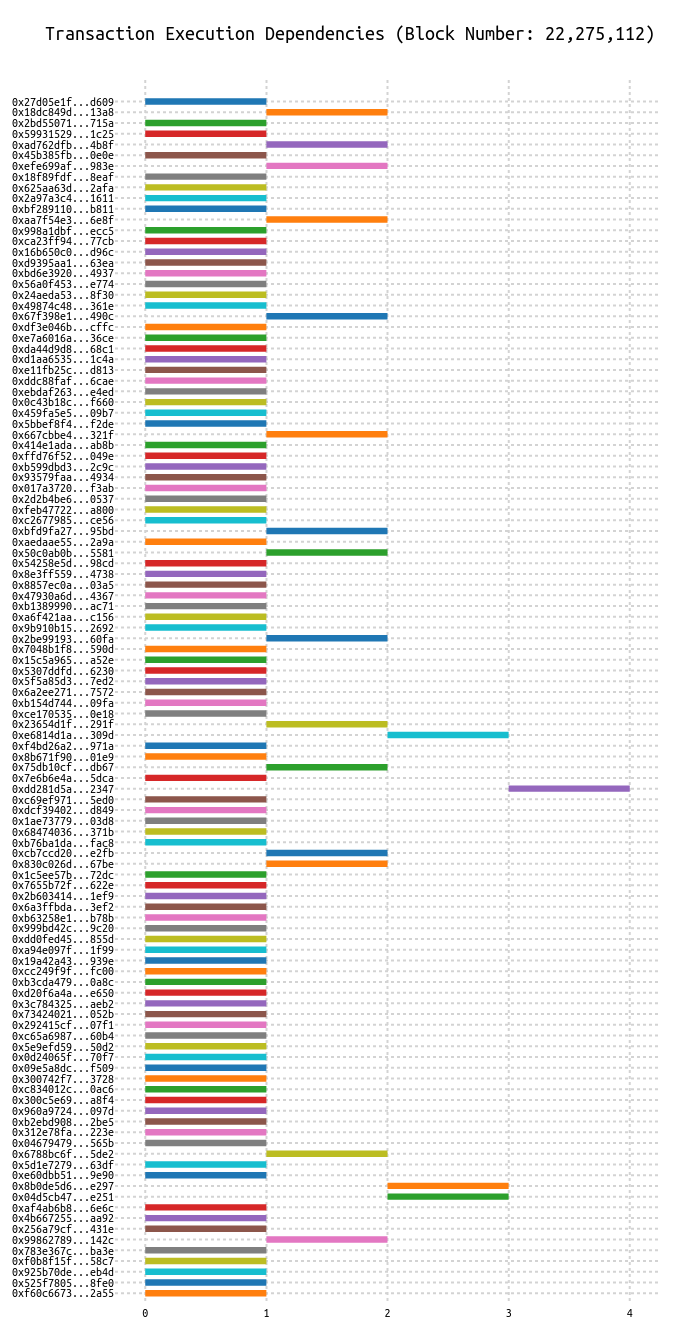 Transaction Execution Dependencies (Block Number: 22,275,112)
0x27d05e1f...d609
0x18dc849d...13a8
0x2bd55071...715a
0x59931529...1c25
0xad762dfb...4b8f
0x45b385fb...0e0e
0xefe699af...983e
0x18f89fdf...8eaf
0x625aa63d...2afa
0x2a97a3c4...1611
0xbf289110...b811
0xaa7f54e3...6e8f
0x998a1dbf...ecc5
0xca23ff94...77cb
0x16b650c0...d96c
0xd9395aa1...63ea
0xbd6e3920...4937
0x56a0f453...e774
0x24aeda53...8f30
0x49874c48...361e
0x67f398e1...490c
0xdf3e046b...cffc
0xe7a6016a...36ce
0xda44d9d8...68c1
0xd1aa6535...1c4a
0xe11fb25c...d813
0xddc88faf...6cae
0xebdaf263...e4ed
0x0c43b18c...f660
0x459fa5e5...09b7
0x5bbef8f4...f2de
0x667cbbe4...321f
0x414e1ada...ab8b
0xffd76f52...049e
0xb599dbd3...2c9c
0x93579faa...4934
0x017a3720...f3ab
0x2d2b4be6...0537
0xfeb47722...a800
0xc2677985...ce56
0xbfd9fa27...95bd
0xaedaae55...2a9a
0x50c0ab0b...5581
0x54258e5d...98cd
0x8e3ff559...4738
0x8857ec0a...03a5
0x47930a6d...4367
0xb1389990...ac71
0xa6f421aa...c156
0x9b910b15...2692
0x2be99193...60fa
0x7048b1f8...590d
0x15c5a965...a52e
0x5307ddfd...6230
0x5f5a85d3...7ed2
0x6a2ee271...7572
0xb154d744...09fa
0xce170535...0e18
0x23654d1f...291f
0xe6814d1a...309d
0xf4bd26a2...971a
0x8b671f90...01e9
0x75db10cf...db67
0x7e6b6e4a...5dca
0xdd281d5a...2347
0xc69ef971...5ed0
0xdcf39402...d849
0x1ae73779...03d8
0x68474036...371b
0xb76ba1da...fac8
0xcb7ccd20...e2fb
0x830c026d...67be
0x1c5ee57b...72dc
0x7655b72f...622e
0x2b603414...1ef9
0x6a3ffbda...3ef2
0xb63258e1...b78b
0x999bd42c...9c20
0xdd0fed45...855d
0xa94e097f...1f99
0x19a42a43...939e
0xcc249f9f...fc00
0xb3cda479...0a8c
0xd20f6a4a...e650
0x3c784325...aeb2
0x73424021...052b
0x292415cf...07f1
0xc65a6987...60b4
0x5e9efd59...50d2
0x0d24065f...70f7
0x09e5a8dc...f509
0x300742f7...3728
0xc834012c...0ac6
0x300c5e69...a8f4
0x960a9724...097d
0xb2ebd908...2be5
0x312e78fa...223e
0x04679479...565b
0x6788bc6f...5de2
0x5d1e7279...63df
0xe60dbb51...9e90
0x8b0de5d6...e297
0x04d5cb47...e251
0xaf4ab6b8...6e6c
0x4b667255...aa92
0x256a79cf...431e
0x99862789...142c
0x783e367c...ba3e
0xf0b8f15f...58c7
0x925b70de...eb4d
0x525f7805...8fe0
0xf60c6673...2a55
0 1 2 3 4